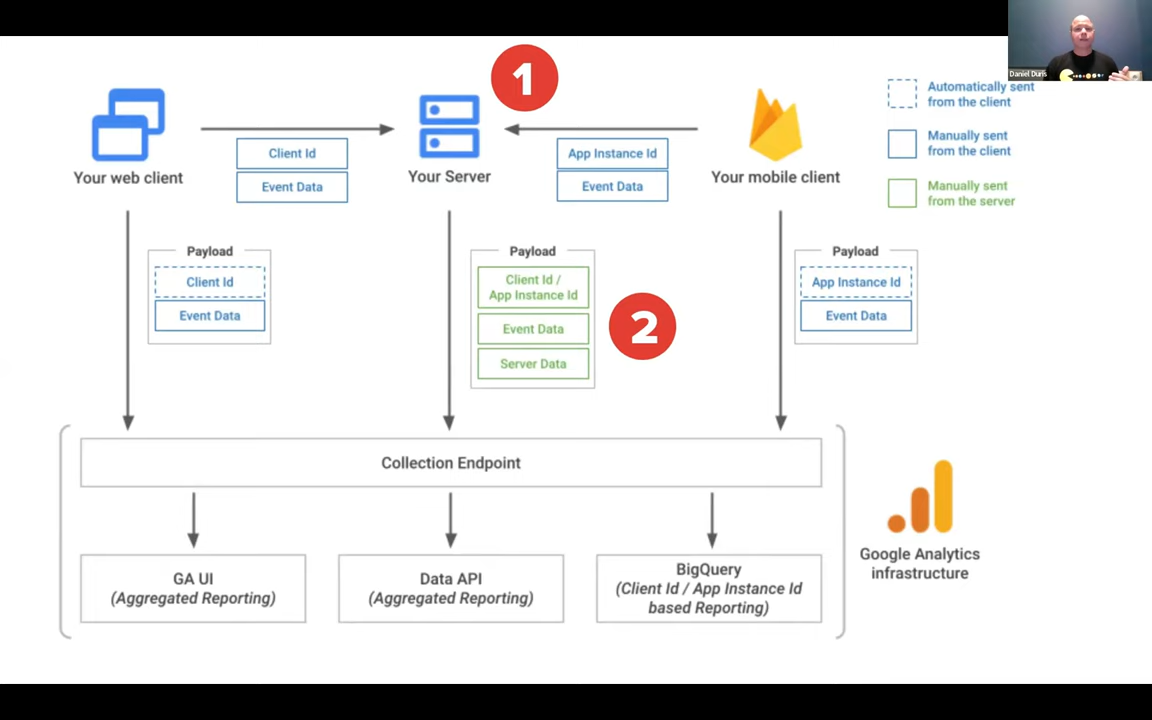 1
Daniel Duris
Automatically sent
from the client
Client Id
Event Data
App Instance Id
Event Data
Manually sent
from the client
Your web client
Your Server
Your mobile client
Manually sent
from the server
Payload
Client Id
Event Data
Payload
Client Id /
App Instance Id
Event Data
Server Data
2
Payload
App Instance Id
Event Data
Collection Endpoint
GA UI
(Aggregated Reporting)
Data API
(Aggregated Reporting)
BigQuery
(Client Id / App Instance Id
based Reporting)
Google Analytics
infrastructure